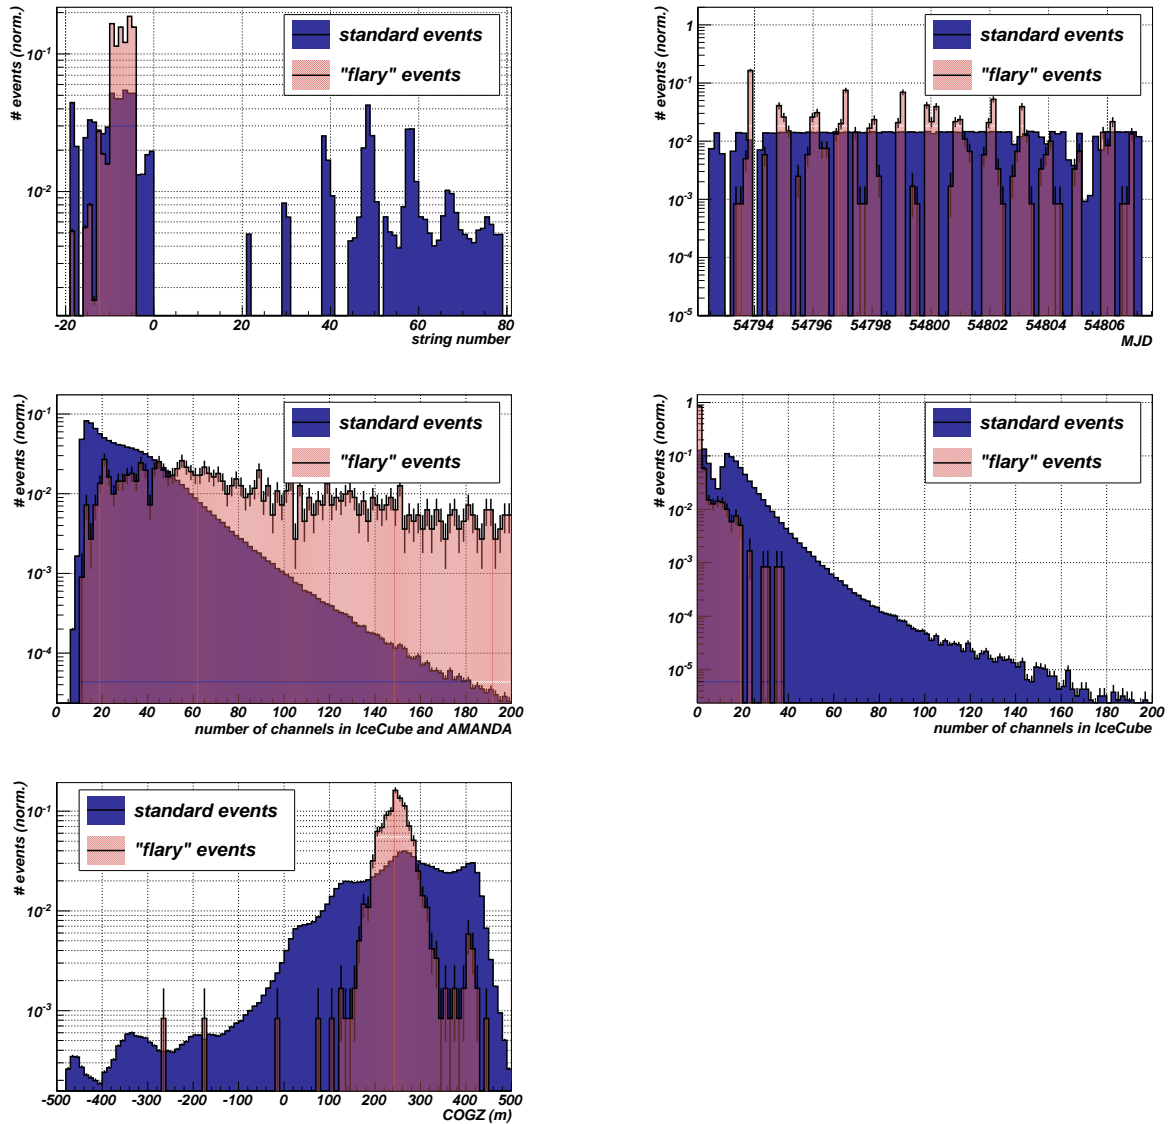 # events (norm.)
standard events
"flary" events
10⁻¹
10⁻²
-20 0 20 40 60 80
string number
# events (norm.)
standard events
"flary" events
1
10⁻¹
10⁻²
10⁻³
10⁻⁴
10⁻⁵
54794 54796 54798 54800 54802 54804 54806
MJD
# events (norm.)
standard events
"flary" events
10⁻¹
10⁻²
10⁻³
10⁻⁴
0 20 40 60 80 100 120 140 160 180 200
number of channels in IceCube and AMANDA
# events (norm.)
standard events
"flary" events
1
10⁻¹
10⁻²
10⁻³
10⁻⁴
10⁻⁵
0 20 40 60 80 100 120 140 160 180 200
number of channels in IceCube
# events (norm.)
standard events
"flary" events
10⁻¹
10⁻²
10⁻³
-500 -400 -300 -200 -100 0 100 200 300 400 500
COGZ (m)